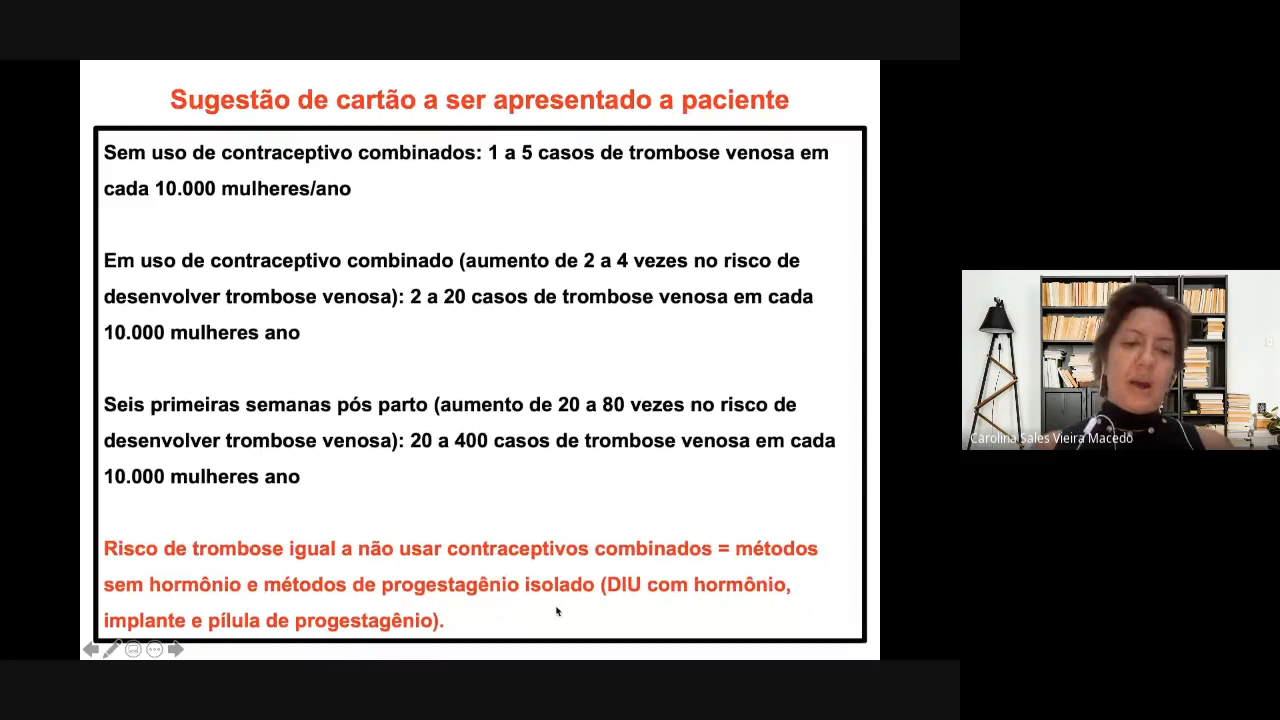 Sugestão de cartão a ser apresentado a paciente
Sem uso de contraceptivo combinados: 1 a 5 casos de trombose venosa em
cada 10.000 mulheres/ano
Em uso de contraceptivo combinado (aumento de 2 a 4 vezes no risco de
desenvolver trombose venosa): 2 a 20 casos de trombose venosa em cada
10.000 mulheres ano
Seis primeiras semanas pós parto (aumento de 20 a 80 vezes no risco de
desenvolver trombose venosa): 20 a 400 casos de trombose venosa em cada
10.000 mulheres ano
Risco de trombose igual a não usar contraceptivos combinados = métodos
sem hormônio e métodos de progestagênio isolado (DIU com hormônio,
implante e pílula de progestagênio).
Carolina Sales Vieira Macedo